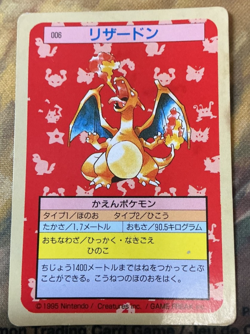 006
リザードン
かえんポケモン
タイプ1/ほのお タイプ2/ひこう
たかさ/1.7メートル おもさ/90.5キログラム
おもなわざ/ひっかく・なきごえ
ひのこ
ちじょう1400メートルまではねをつかってとぶ
ことができる。こうねつのほのおをはく。
©1995 Nintendo / Creatures inc. / GAME